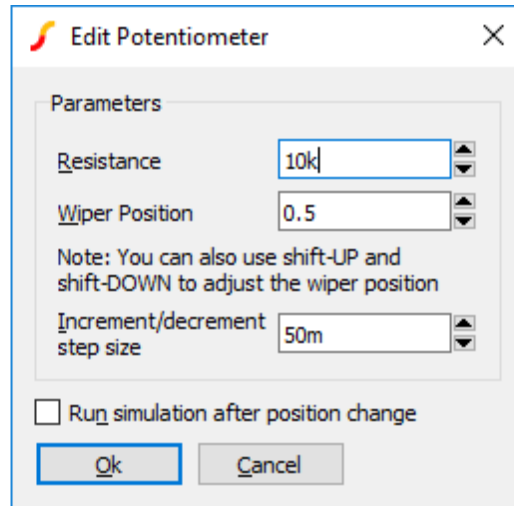 Edit Potentiometer
Parameters
Resistance
10k
Wiper Position
0.5
Note: You can also use shift-UP and
shift-DOWN to adjust the wiper position
Increment/decrement
step size
50m
Run simulation after position change
Ok
Cancel